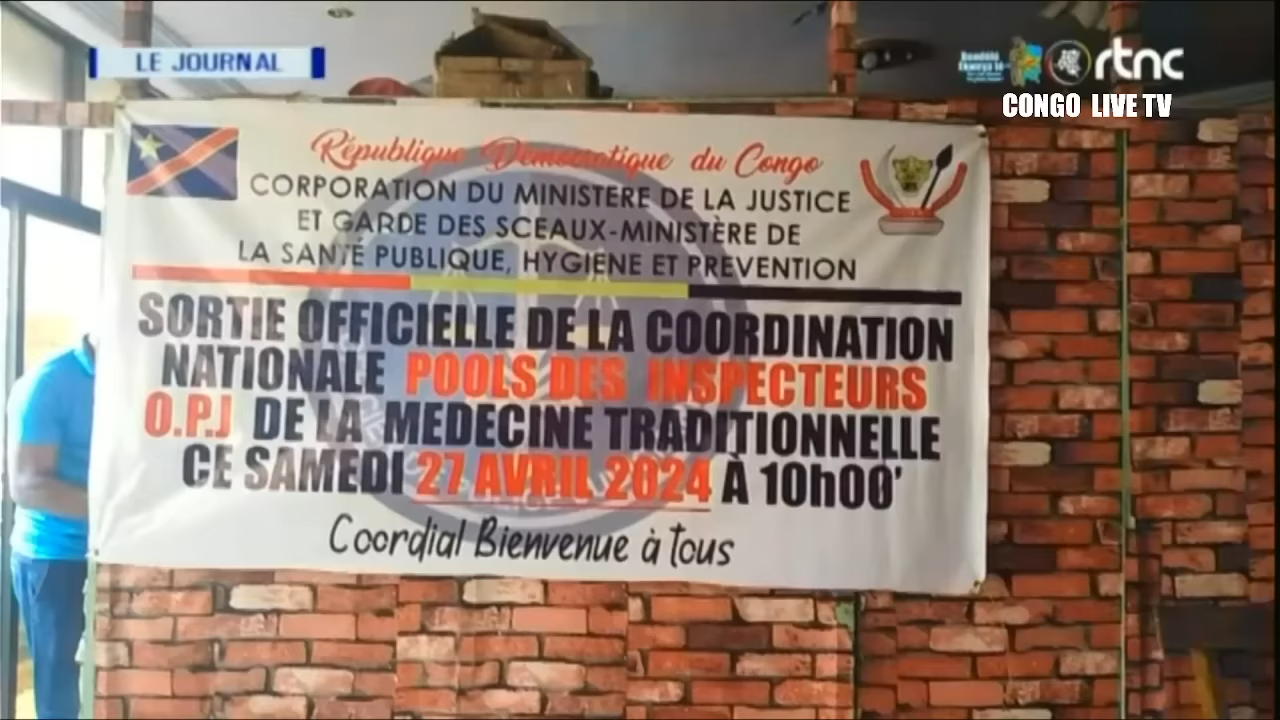 LE JOURNAL
rtnc
CONGO LIVE TV
République Démocratique du Congo
CORPORATION DU MINISTERE DE LA JUSTICE
ET GARDE DES SCEAUX-MINISTÈRE DE
LA SANTÉ PUBLIQUE, HYGIENE ET PREVENTION
SORTIE OFFICIELLE DE LA COORDINATION
NATIONALE POOLS DES INSPECTEURS
O.P.J DE LA MEDECINE TRADITIONNELLE
CE SAMEDI 27 AVRIL 2024 À 10h00'
Coordial Bienvenue à tous